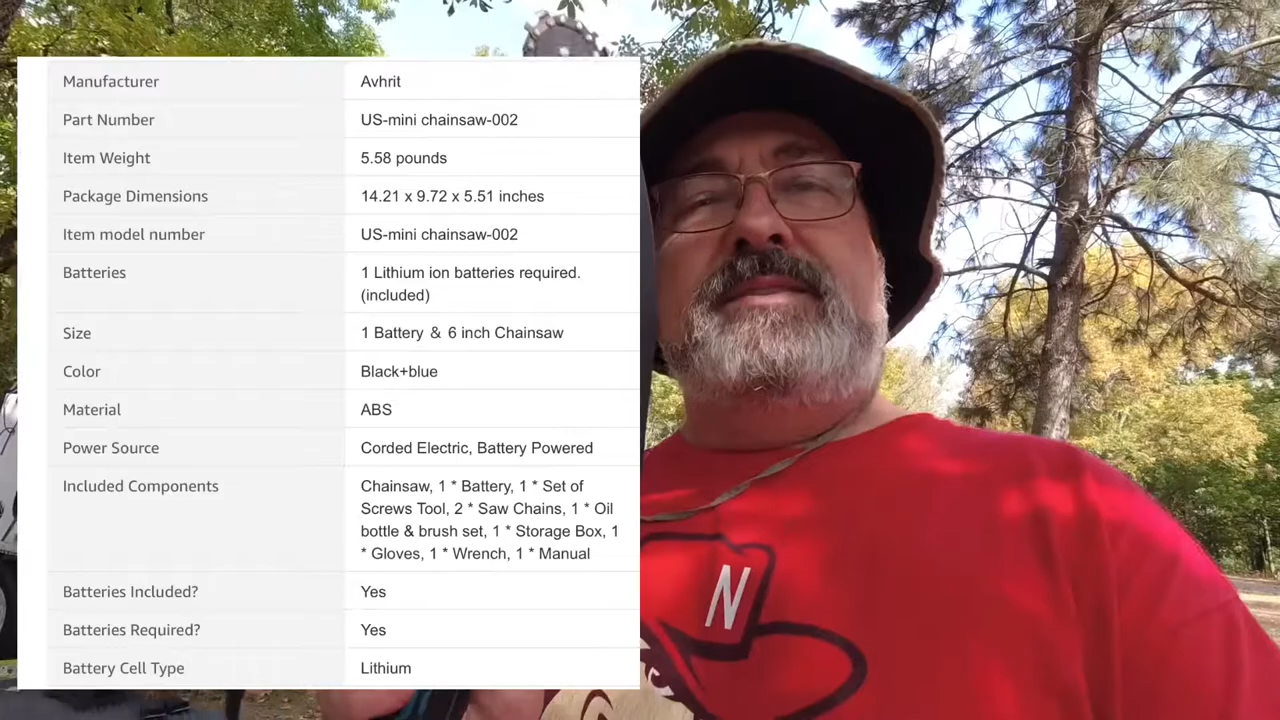 Manufacturer Avhrit
Part Number US-mini chainsaw-002
Item Weight 5.58 pounds
Package Dimensions 14.21 x 9.72 x 5.51 inches
Item model number US-mini chainsaw-002
Batteries 1 Lithium ion batteries required.
(included)
Size 1 Battery & 6 inch Chainsaw
Color Black+blue
Material ABS
Power Source Corded Electric, Battery Powered
Included Components Chainsaw, 1 * Battery, 1 * Set of
Screws Tool, 2 * Saw Chains, 1 * Oil
bottle & brush set, 1 * Storage Box, 1
* Gloves, 1 * Wrench, 1 * Manual
Batteries Included? Yes
Batteries Required? Yes
Battery Cell Type Lithium
N